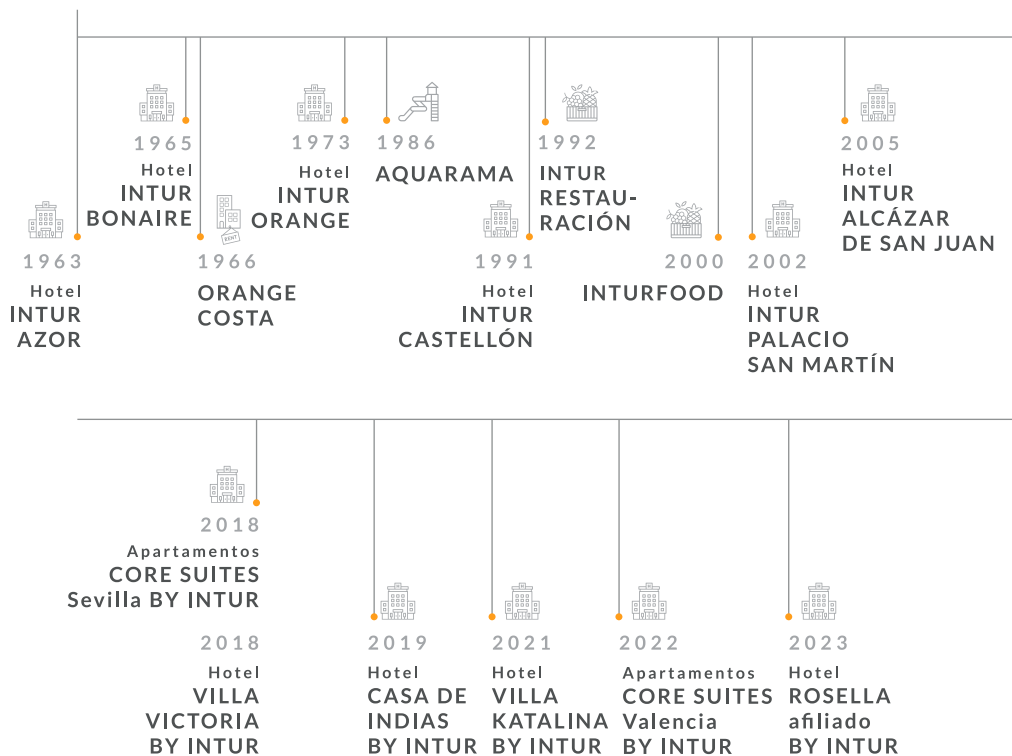 1963
Hotel
INTUR
AZOR
1965
Hotel
INTUR
BONAIRE
RENT
1966
ORANGE
COSTA
1973
Hotel
INTUR
ORANGE
1986
AQUARAMA
1991
Hotel
INTUR
CASTELLÓN
1992
INTUR
RESTAU-
RACIÓN
2000
INTURFOOD
2002
Hotel
INTUR
PALACIO
SAN MARTÍN
2005
Hotel
INTUR
ALCÁZAR
DE SAN JUAN
2018
Apartamentos
CORE SUITES
Sevilla BY INTUR
2018
Hotel
VILLA
VICTORIA
BY INTUR
2019
Hotel
CASA DE
INDIAS
BY INTUR
2021
Hotel
VILLA
KATALINA
BY INTUR
2022
Apartamentos
CORE SUITES
Valencia
BY INTUR
2023
Hotel
ROSELLA
afiliado
BY INTUR